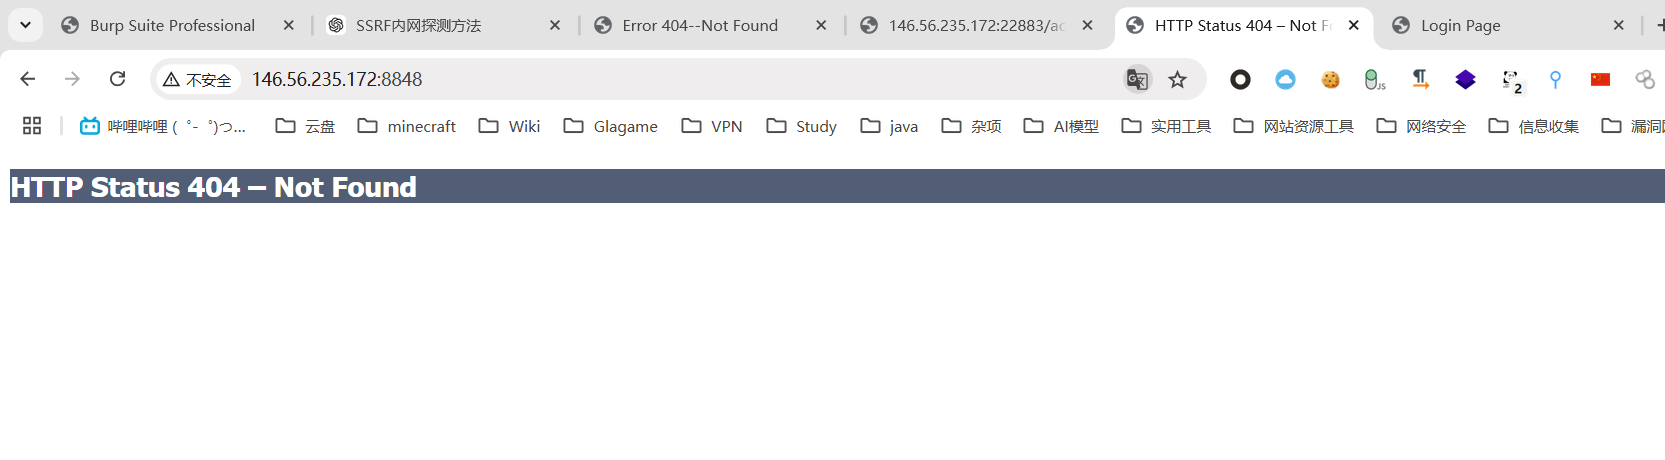 Burp Suite Professional SSRF内网探测方法 Error 404--Not Found 146.56.235.172:22883/ac HTTP Status 404 – Not Fo Login Page
不安全 146.56.235.172:8848 JS 2
哔哩哔哩 ( ゜- ゜)つ... 云盘 minecraft Wiki Glagame VPN Study java 杂项 AI模型 实用工具 网站资源工具 网络安全 信息收集 漏洞
HTTP Status 404 – Not Found